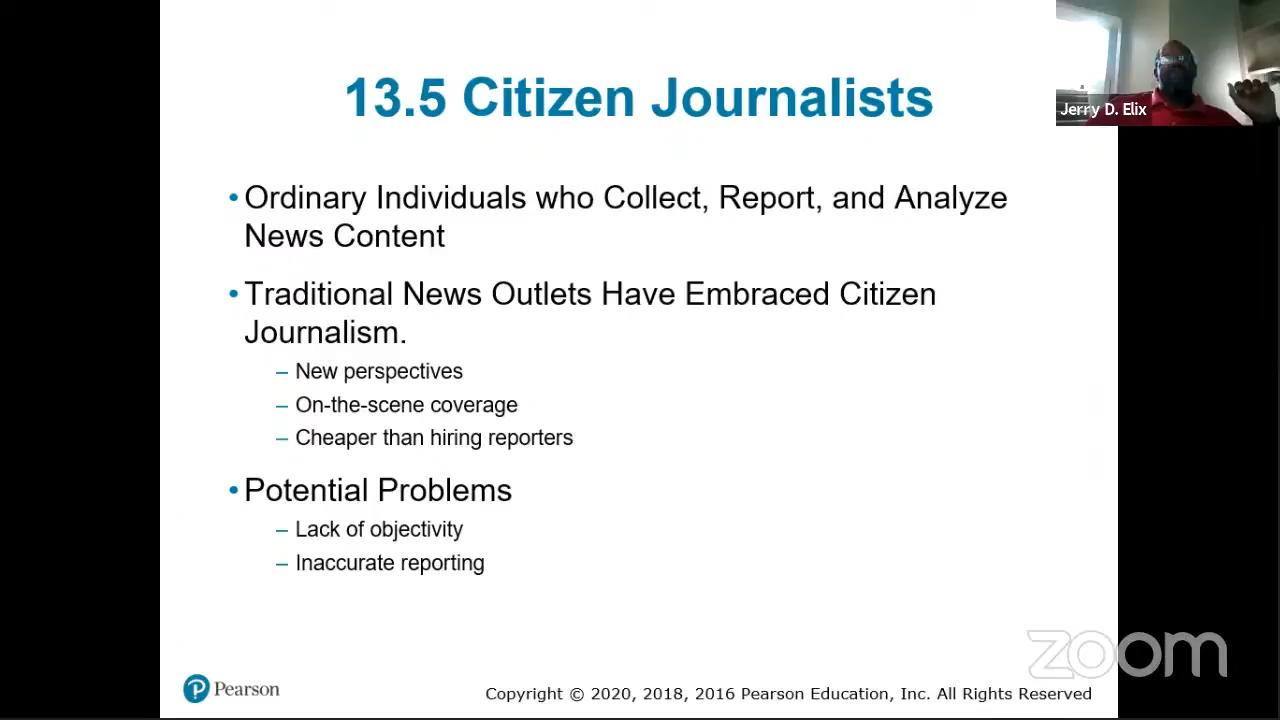 13.5 Citizen Journalists
Jerry D. Elix
• Ordinary Individuals who Collect, Report, and Analyze
News Content
• Traditional News Outlets Have Embraced Citizen
Journalism.
– New perspectives
– On-the-scene coverage
– Cheaper than hiring reporters
• Potential Problems
– Lack of objectivity
– Inaccurate reporting
zoom
Pearson
Copyright © 2020, 2018, 2016 Pearson Education, Inc. All Rights Reserved